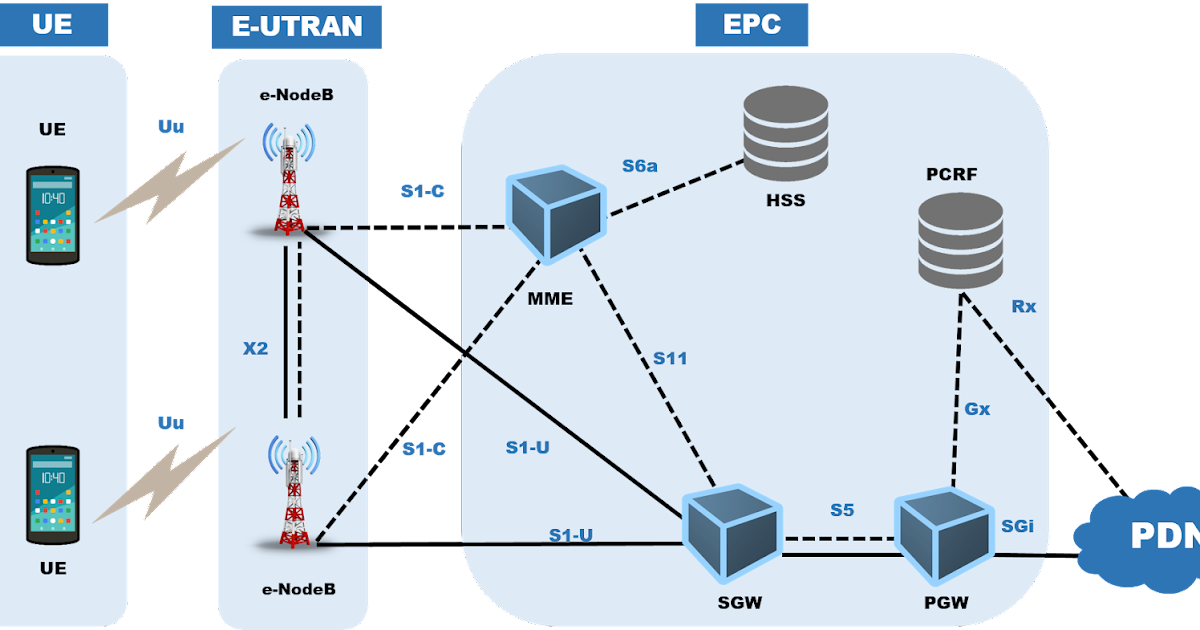 UE
E-UTRAN
EPC
e-NodeB
UE
Uu
10:40
S1-C
S6a
HSS
PCRF
MME
Rx
X2
S11
Gx
Uu
S1-C
S1-U
10:40
S5
SGi
S1-U
PDN
UE
e-NodeB
SGW
PGW